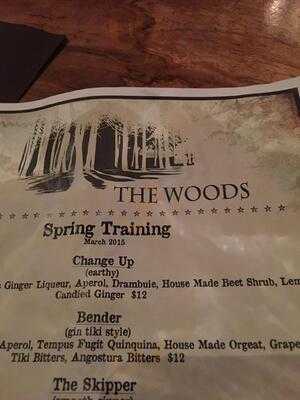 THE WOODS
Spring Training
March 2015
Change Up
(earthy)
Ginger Liqueur, Aperol, Drambuie, House Made Beet Shrub,
Candied Ginger $12
Bender
(gin tiki style)
Aperol, Tempus Fugit Quinquina, House Made Orgeat,
Tiki Bitters, Angostura Bitters $12
The Skipper